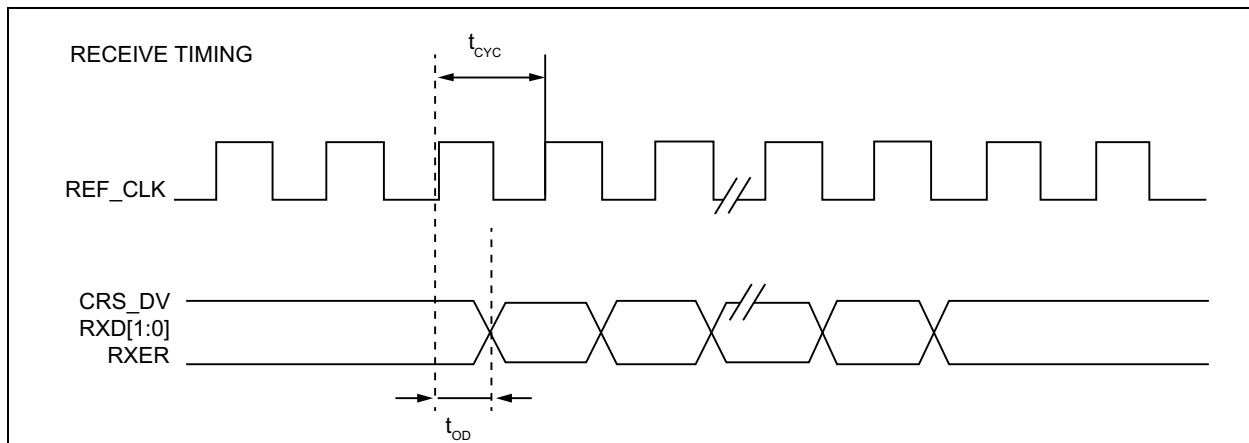 RECEIVE TIMING
tCYC
REF_CLK
CRS_DV
RXD[1:0]
RXER
tOD